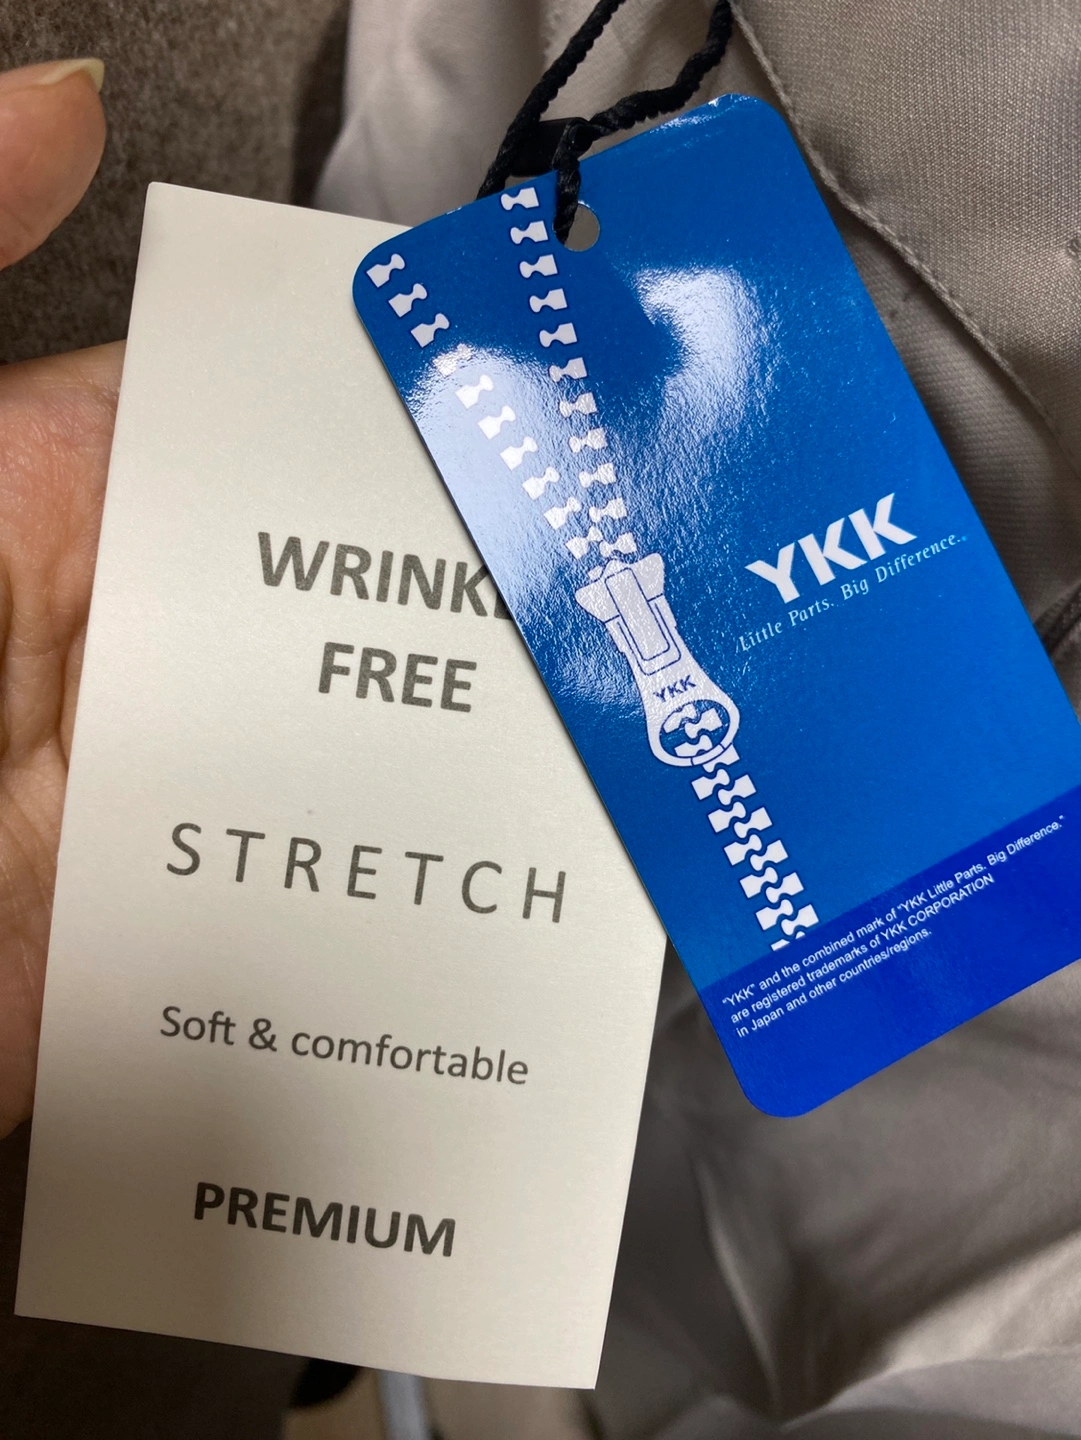 WRINK
FREE
STRETCH
Soft & comfortable
PREMIUM
YKK
Little Parts. Big Difference.
YKK
"YKK" and the combined mark of "YKK Little Parts. Big Difference."
are registered trademarks of YKK CORPORATION
in Japan and other countries/regions.